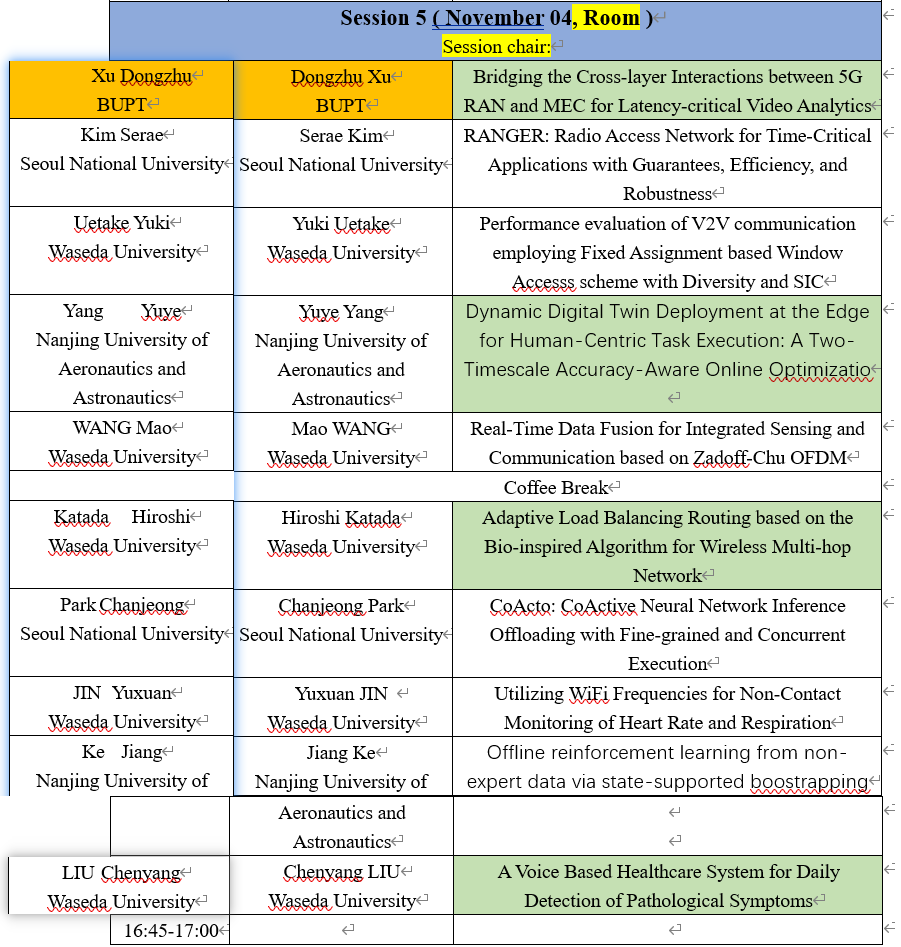 Session 5 ( November 04, Room )
Session chair:
Xu Dongzhu
BUPT
Dongzhu Xu
BUPT
Bridging the Cross-layer Interactions between 5G
RAN and MEC for Latency-critical Video Analytics
Kim Serae
Seoul National University
Serae Kim
Seoul National University
RANGER: Radio Access Network for Time-Critical
Applications with Guarantees, Efficiency, and
Robustness
Uetake Yuki
Waseda University
Yuki Uetake
Waseda University
Performance evaluation of V2V communication
employing Fixed Assignment based Window
Accesss scheme with Diversity and SIC
Yang Yuye
Nanjing University of
Aeronautics and
Astronautics
Yuye Yang
Nanjing University of
Aeronautics and
Astronautics
Dynamic Digital Twin Deployment at the Edge
for Human-Centric Task Execution: A Two-
Timescale Accuracy-Aware Online Optimizatio
WANG Mao
Waseda University
Mao WANG
Waseda University
Real-Time Data Fusion for Integrated Sensing and
Communication based on Zadoff-Chu OFDM
Coffee Break
Katada Hiroshi
Waseda University
Hiroshi Katada
Waseda University
Adaptive Load Balancing Routing based on the
Bio-inspired Algorithm for Wireless Multi-hop
Network
Park Chanjeong
Seoul National University
Chanjeong Park
Seoul National University
CoActo: CoActive Neural Network Inference
Offloading with Fine-grained and Concurrent
Execution
JIN Yuxuan
Waseda University
Yuxuan JIN
Waseda University
Utilizing WiFi Frequencies for Non-Contact
Monitoring of Heart Rate and Respiration
Ke Jiang
Nanjing University of
Jiang Ke
Nanjing University of
Aeronautics and
Astronautics
Offline reinforcement learning from non-
expert data via state-supported boostrapping
LIU Chenyang
Waseda University
Chenyang LIU
Waseda University
A Voice Based Healthcare System for Daily
Detection of Pathological Symptoms
16:45-17:00